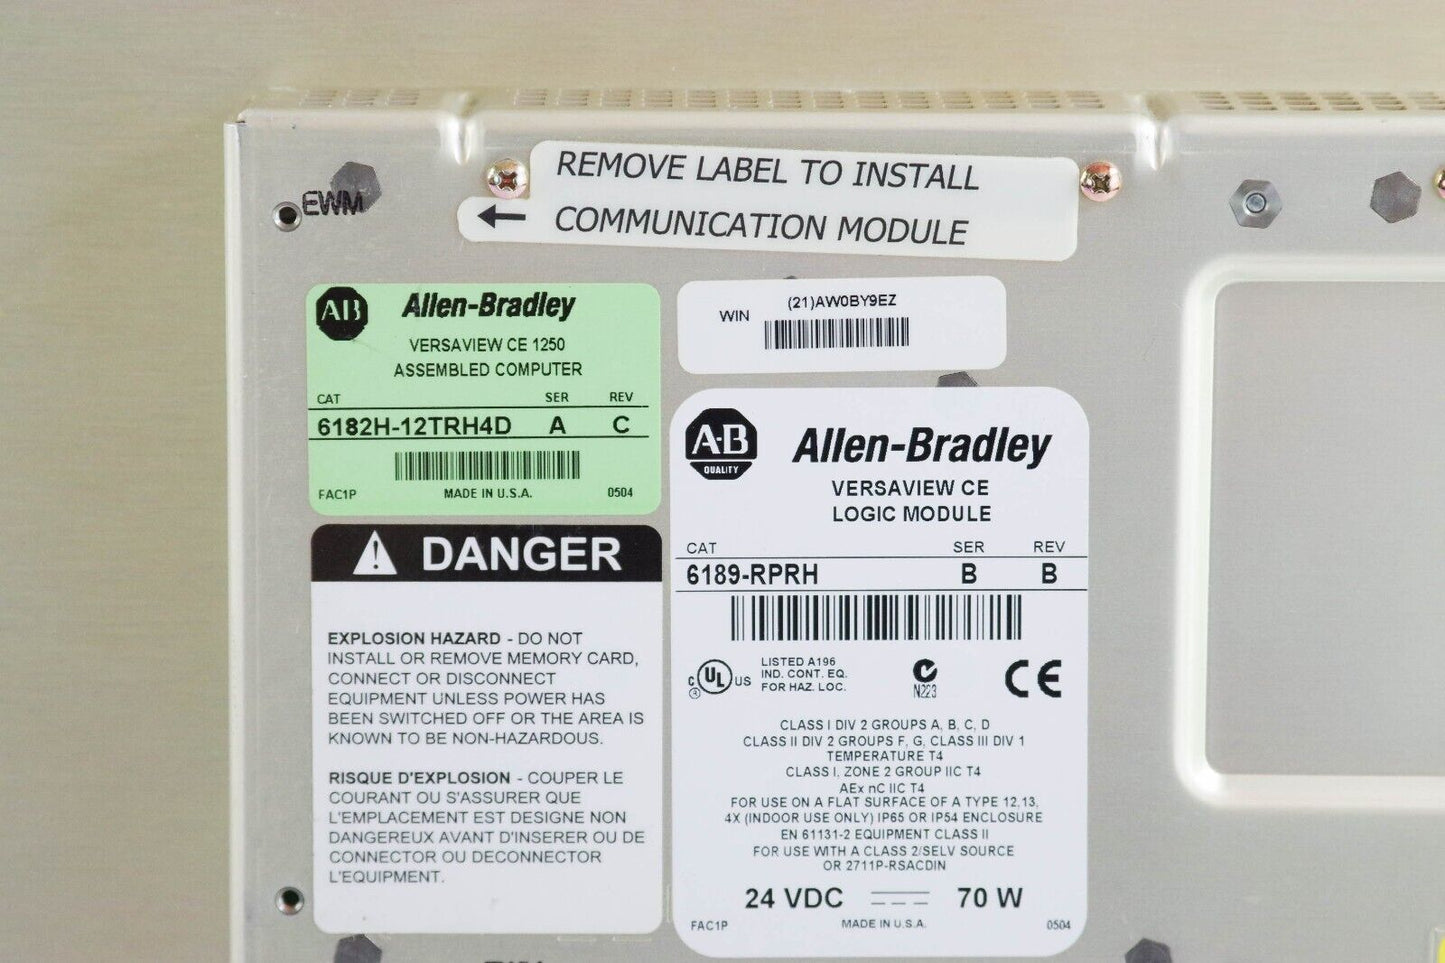 REMOVE LABEL TO INSTALL
COMMUNICATION MODULE
EWM
AB
Allen-Bradley
VERSAVIEW CE 1250
ASSEMBLED COMPUTER
CAT SER REV
6182H-12TRH4D A C
FAC1P MADE IN U.S.A. 0504
WIN (21)AW0BY9EZ
DANGER
EXPLOSION HAZARD - DO NOT
INSTALL OR REMOVE MEMORY CARD,
CONNECT OR DISCONNECT
EQUIPMENT UNLESS POWER HAS
BEEN SWITCHED OFF OR THE AREA IS
KNOWN TO BE NON-HAZARDOUS.
RISQUE D'EXPLOSION - COUPER LE
COURANT OU S'ASSURER QUE
L'EMPLACEMENT EST DESIGNE NON
DANGEREUX AVANT D'INSERER OU DE
CONNECTOR OU DECONNECTOR
L'EQUIPMENT.
A-B
QUALITY
Allen-Bradley
VERSAVIEW CE
LOGIC MODULE
CAT SER REV
6189-RPRH B B
C UL US
LISTED A196
IND. CONT. EQ.
FOR HAZ. LOC.
N223
CE
CLASS I DIV 2 GROUPS A, B, C, D
CLASS II DIV 2 GROUPS F, G, CLASS III DIV 1
TEMPERATURE T4
CLASS I, ZONE 2 GROUP IIC T4
AEx nC IIC T4
FOR USE ON A FLAT SURFACE OF A TYPE 12,13,
4X (INDOOR USE ONLY) IP65 OR IP54 ENCLOSURE
EN 61131-2 EQUIPMENT CLASS II
FOR USE WITH A CLASS 2/SELV SOURCE
OR 2711P-RSACDIN
24 VDC 70 W
FAC1P MADE IN U.S.A. 0504